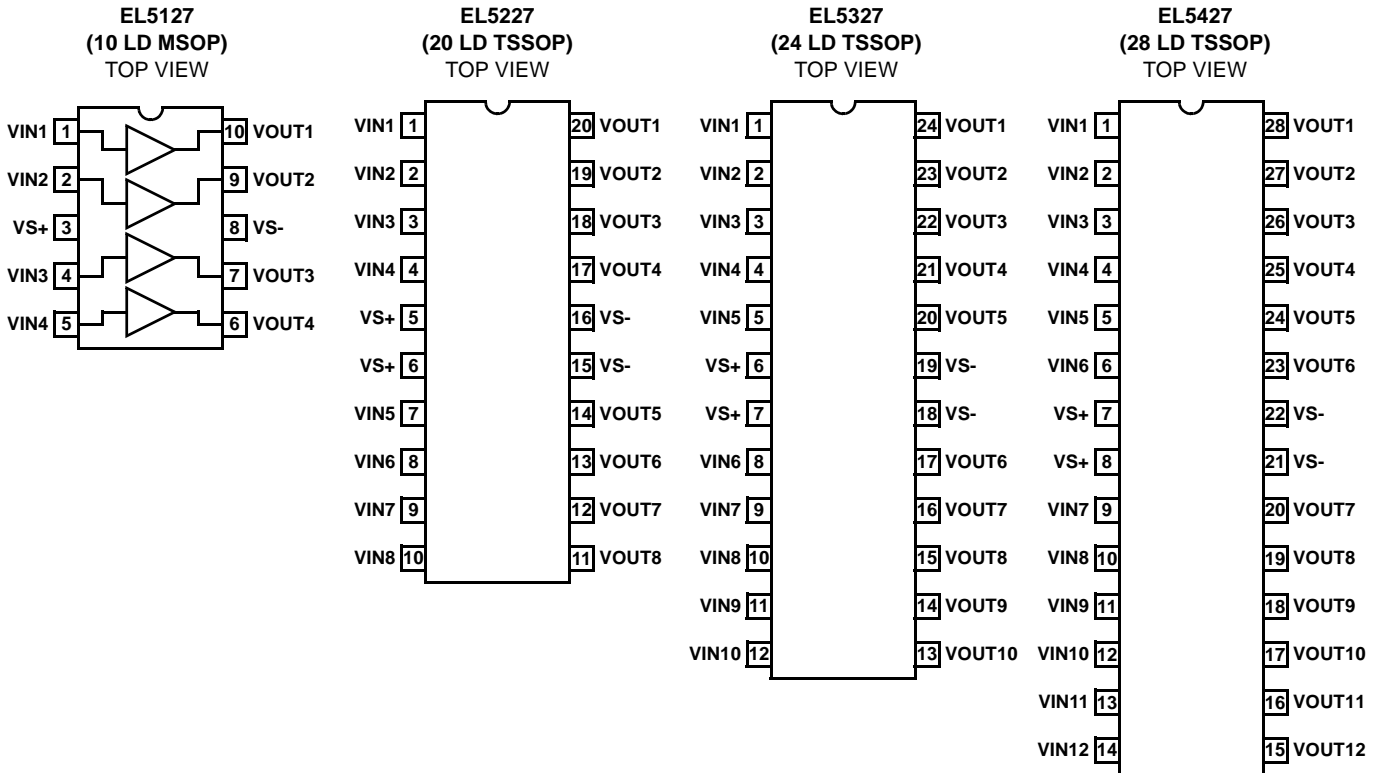 EL5127
(10 LD MSOP)
TOP VIEW
VIN1 1 10 VOUT1
VIN2 2 9 VOUT2
VS+ 3 8 VS-
VIN3 4 7 VOUT3
VIN4 5 6 VOUT4
EL5227
(20 LD TSSOP)
TOP VIEW
VIN1 1 20 VOUT1
VIN2 2 19 VOUT2
VIN3 3 18 VOUT3
VIN4 4 17 VOUT4
VS+ 5 16 VS-
VS+ 6 15 VS-
VIN5 7 14 VOUT5
VIN6 8 13 VOUT6
VIN7 9 12 VOUT7
VIN8 10 11 VOUT8
EL5327
(24 LD TSSOP)
TOP VIEW
VIN1 1 24 VOUT1
VIN2 2 23 VOUT2
VIN3 3 22 VOUT3
VIN4 4 21 VOUT4
VIN5 5 20 VOUT5
VS+ 6 19 VS-
VS+ 7 18 VS-
VIN6 8 17 VOUT6
VIN7 9 16 VOUT7
VIN8 10 15 VOUT8
VIN9 11 14 VOUT9
VIN10 12 13 VOUT10
EL5427
(28 LD TSSOP)
TOP VIEW
VIN1 1 28 VOUT1
VIN2 2 27 VOUT2
VIN3 3 26 VOUT3
VIN4 4 25 VOUT4
VIN5 5 24 VOUT5
VIN6 6 23 VOUT6
VS+ 7 22 VS-
VS+ 8 21 VS-
VIN7 9 20 VOUT7
VIN8 10 19 VOUT8
VIN9 11 18 VOUT9
VIN10 12 17 VOUT10
VIN11 13 16 VOUT11
VIN12 14 15 VOUT12